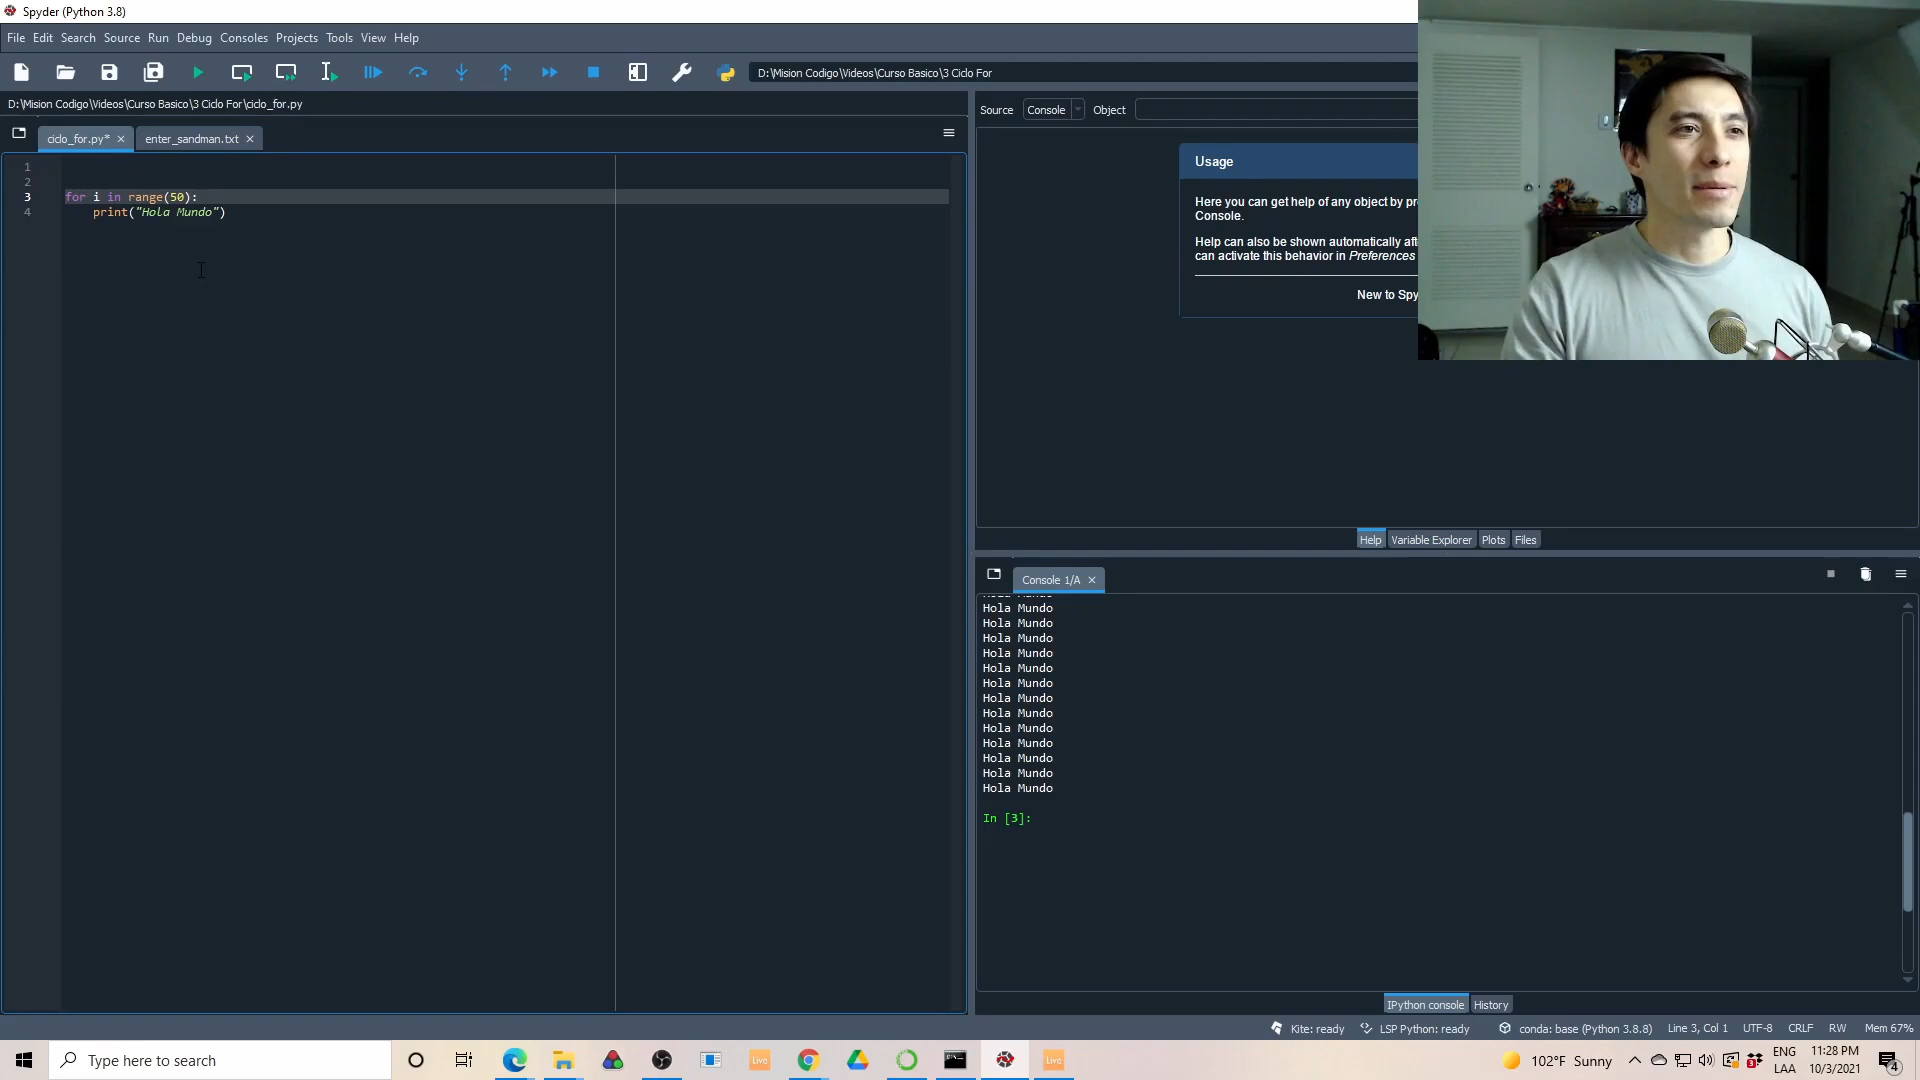 Spyder (Python 3.8)
File Edit Search Source Run Debug Consoles Projects Tools View Help
D:\Mision Codigo\Videos\Curso Basico\3 Ciclo For
D:\Mision Codigo\Videos\Curso Basico\3 Ciclo For\ciclo_for.py
ciclo_for.py*
enter_sandman.txt
1
2
3 for i in range(50):
4 print("Hola Mundo")
Source Console Object
Usage
Here you can get help of any object by
Console.
Help can also be shown automatically
can activate this behavior in Preferences
New to
Help Variable Explorer Plots Files
Console 1/A
Hola Mundo
Hola Mundo
Hola Mundo
Hola Mundo
Hola Mundo
Hola Mundo
Hola Mundo
Hola Mundo
Hola Mundo
Hola Mundo
Hola Mundo
Hola Mundo
Hola Mundo
In [3]:
IPython console History
Kite: ready LSP Python: ready conda: base (Python 3.8.8) Line 3, Col 1 UTF-8 CRLF RW Mem 67%
Type here to search
Live
Live
102°F Sunny
ENG
LAA
11:28 PM
10/3/2021
4